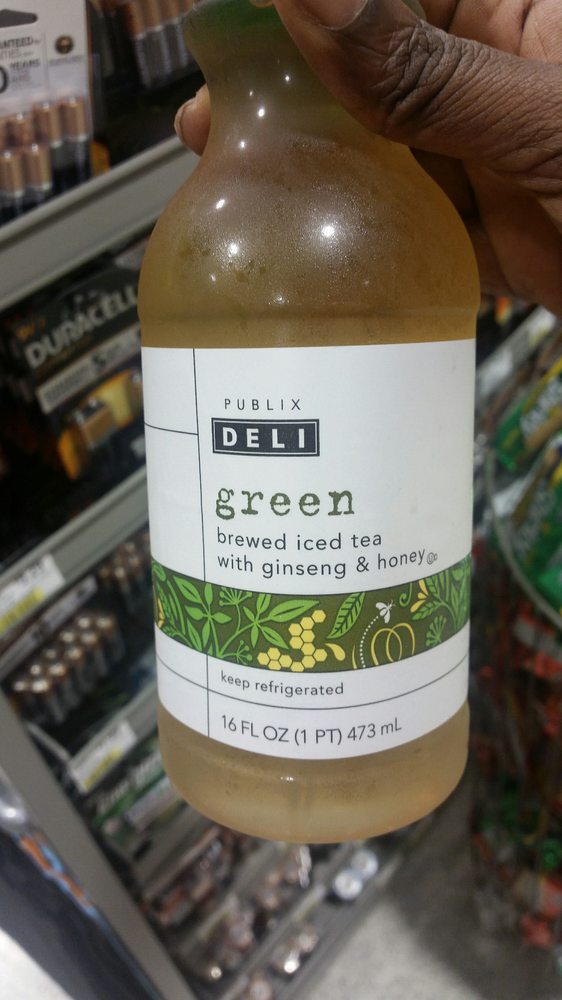 PUBLIX
DELI
green
brewed iced tea
with ginseng & honey
keep refrigerated
16 FL OZ (1 PT) 473 mL
DURACELL